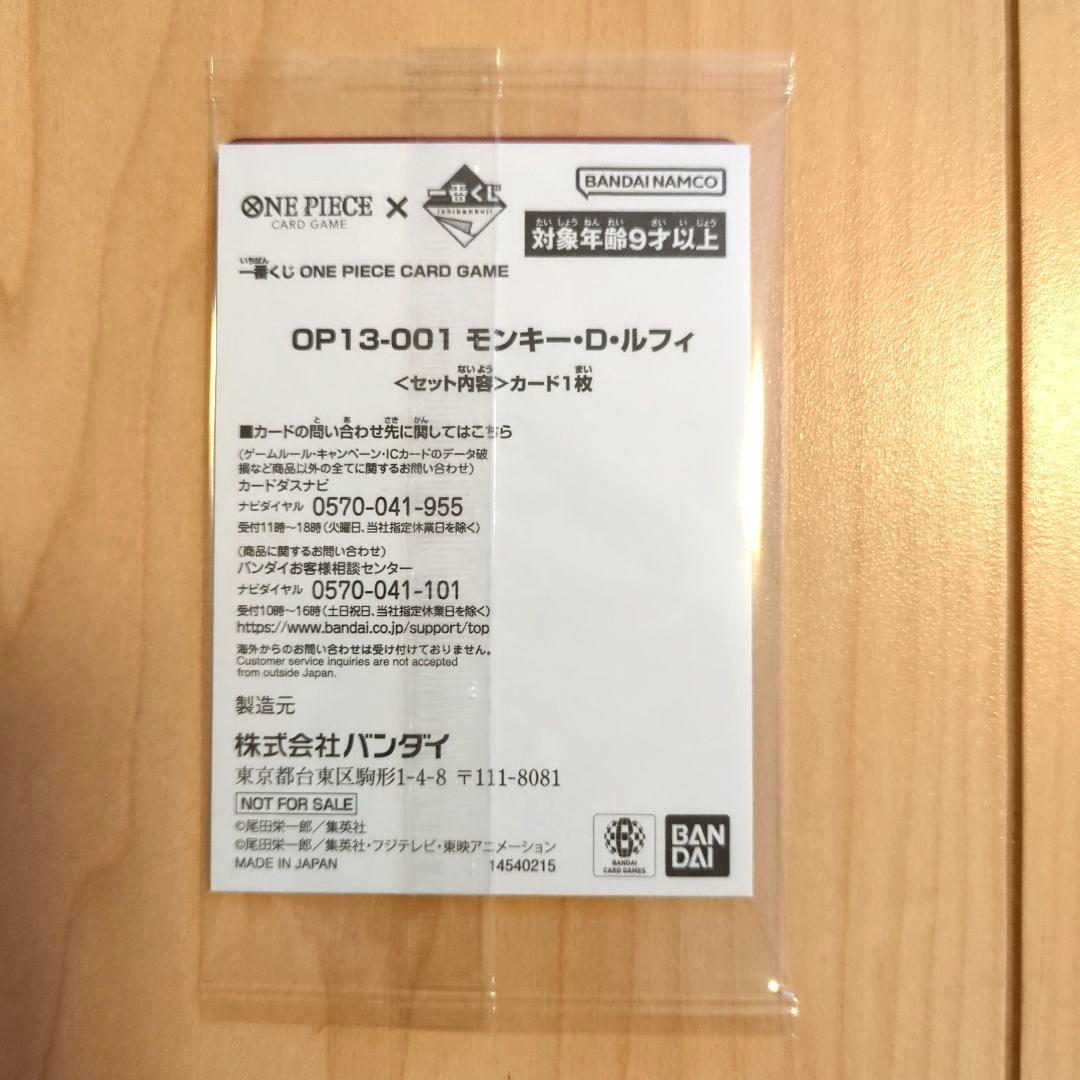 ONE PIECE
CARD GAME
×
一番くじ
ichibankuji
BANDAI NAMCO
たいしょうねんれい さいいじょう
対象年齢9才以上
いちばん
一番くじ ONE PIECE CARD GAME
OP13-001 モンキー・D・ルフィ
ないよう まい
<セット内容>カード1枚
と あ さき かん
■カードの問い合わせ先に関してはこちら
(ゲームルール・キャンペーン・ICカードのデータ破
損など商品以外の全てに関するお問い合わせ)
カードダスナビ
ナビダイヤル 0570-041-955
受付11時～18時(火曜日、当社指定休業日を除く)
(商品に関するお問い合わせ)
バンダイお客様相談センター
ナビダイヤル 0570-041-101
受付10時～16時(土日祝日、当社指定休業日を除く)
https://www.bandai.co.jp/support/top
海外からのお問い合わせは受け付けておりません。
Customer service inquiries are not accepted
from outside Japan.
製造元
株式会社バンダイ
東京都台東区駒形1-4-8 〒111-8081
NOT FOR SALE
©尾田栄一郎／集英社
©尾田栄一郎／集英社・フジテレビ・東映アニメーション
MADE IN JAPAN 14540215
BANDAI
CARD GAMES
BAN
DAI